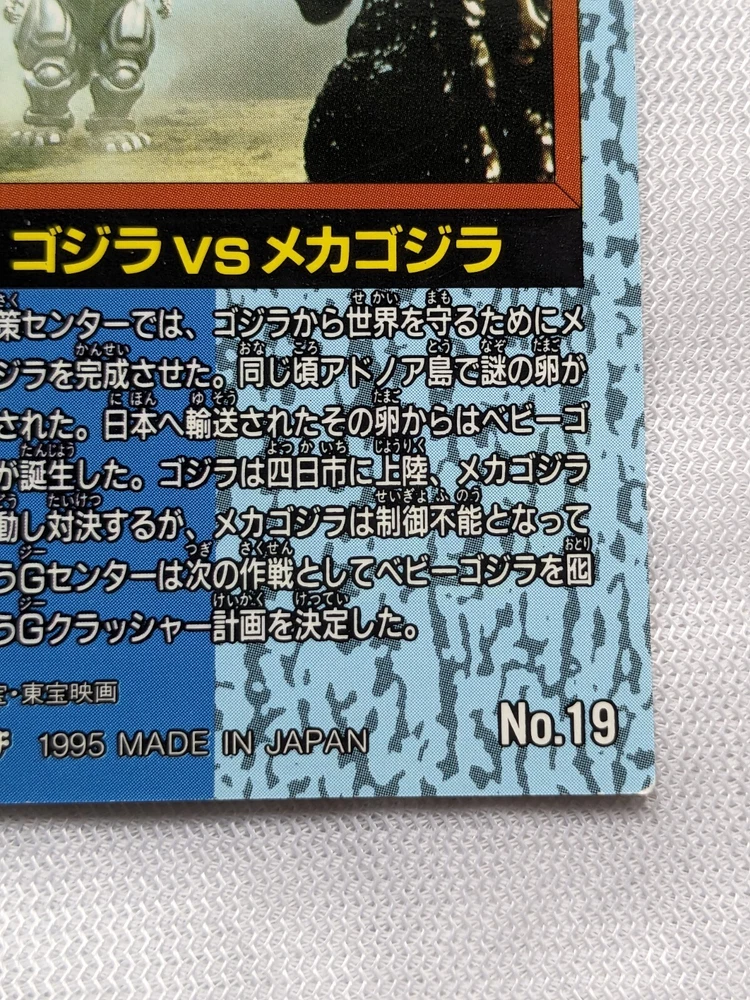 ゴジラvsメカゴジラ
策センターでは、ゴジラから世界を守るためにメ
ジラを完成させた。同じ頃アドノア島で謎の卵が
された。日本へ輸送されたその卵からはベビーゴ
が誕生した。ゴジラは四日市に上陸、メカゴジラ
動し対決するが、メカゴジラは制御不能となって
うGセンターは次の作戦としてベビーゴジラを囮
うGクラッシャー計画を決定した。
・東宝映画
1995 MADE IN JAPAN
No.19